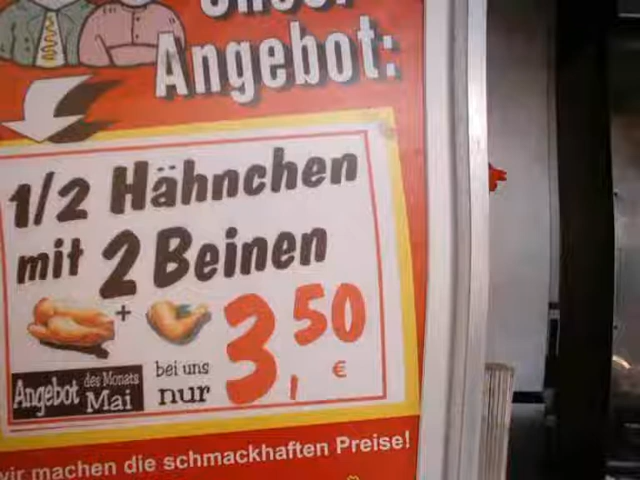 Unser
Angebot:
1/2 Hähnchen
mit 2 Beinen
+
3,50
€
Angebot des Monats
Mai
bei uns
nur
wir machen die schmackhaften Preise!